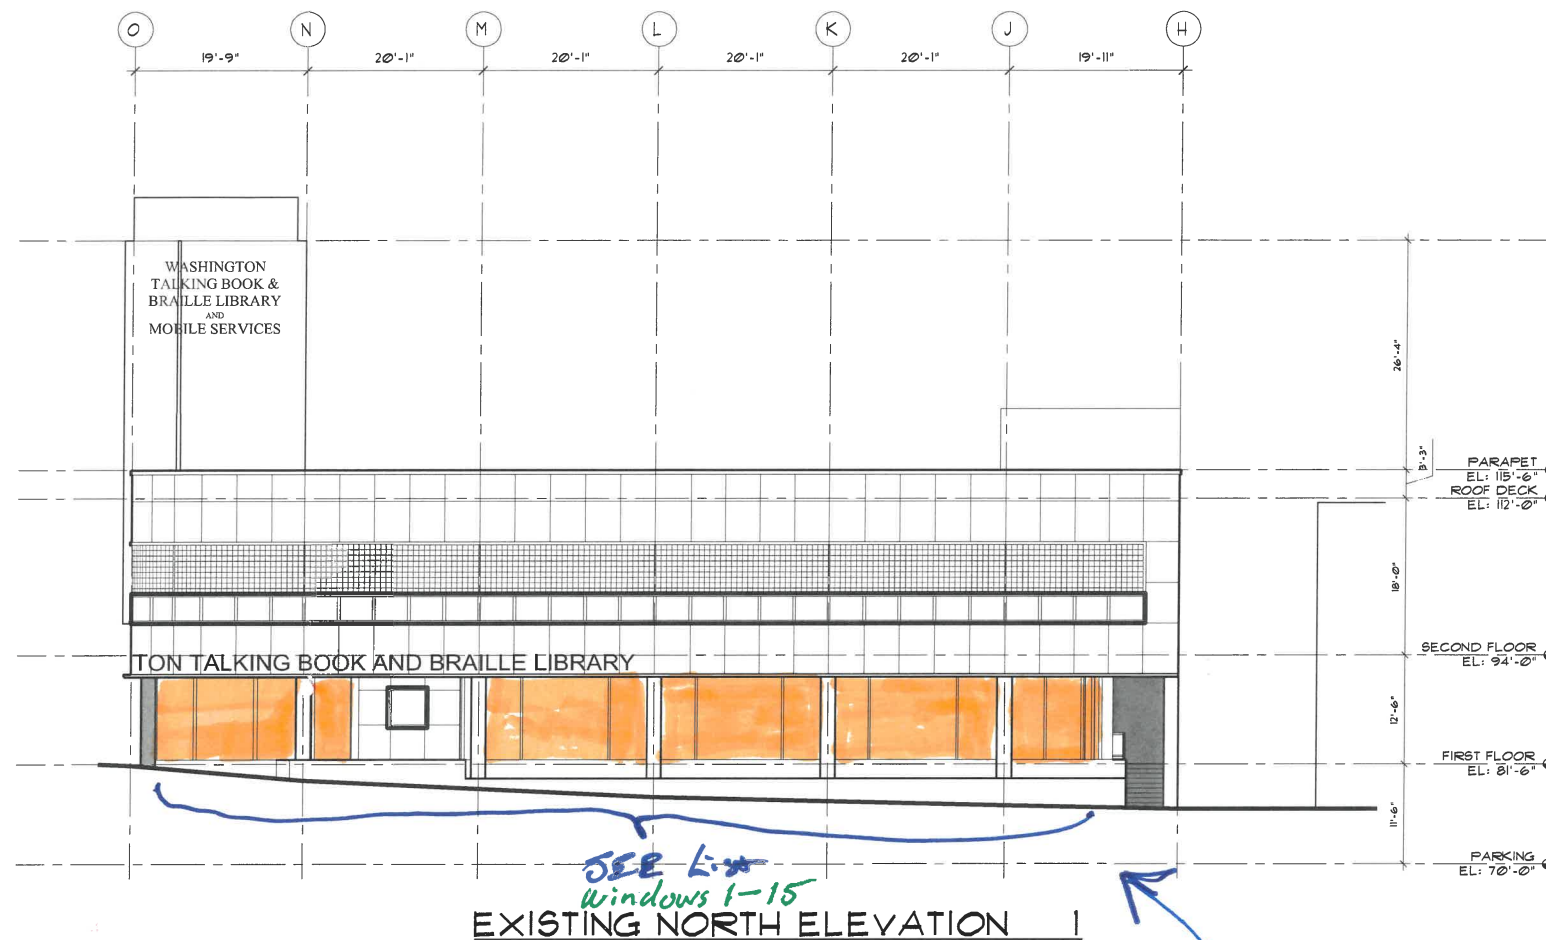 O N M L K J H
19'-9" 20'-1" 20'-1" 20'-1" 20'-1" 19'-11"
WASHINGTON
TALKING BOOK &
BRAILLE LIBRARY
AND
MOBILE SERVICES
26'-4"
3'-3"
PARAPET
EL: 115'-6"
ROOF DECK
EL: 112'-0"
18'-0"
SECOND FLOOR
EL: 94'-0"
TON TALKING BOOK AND BRAILLE LIBRARY
12'-6"
FIRST FLOOR
EL: 81'-6"
11'-6"
PARKING
EL: 70'-0"
SEE List
Windows 1-15
EXISTING NORTH ELEVATION 1